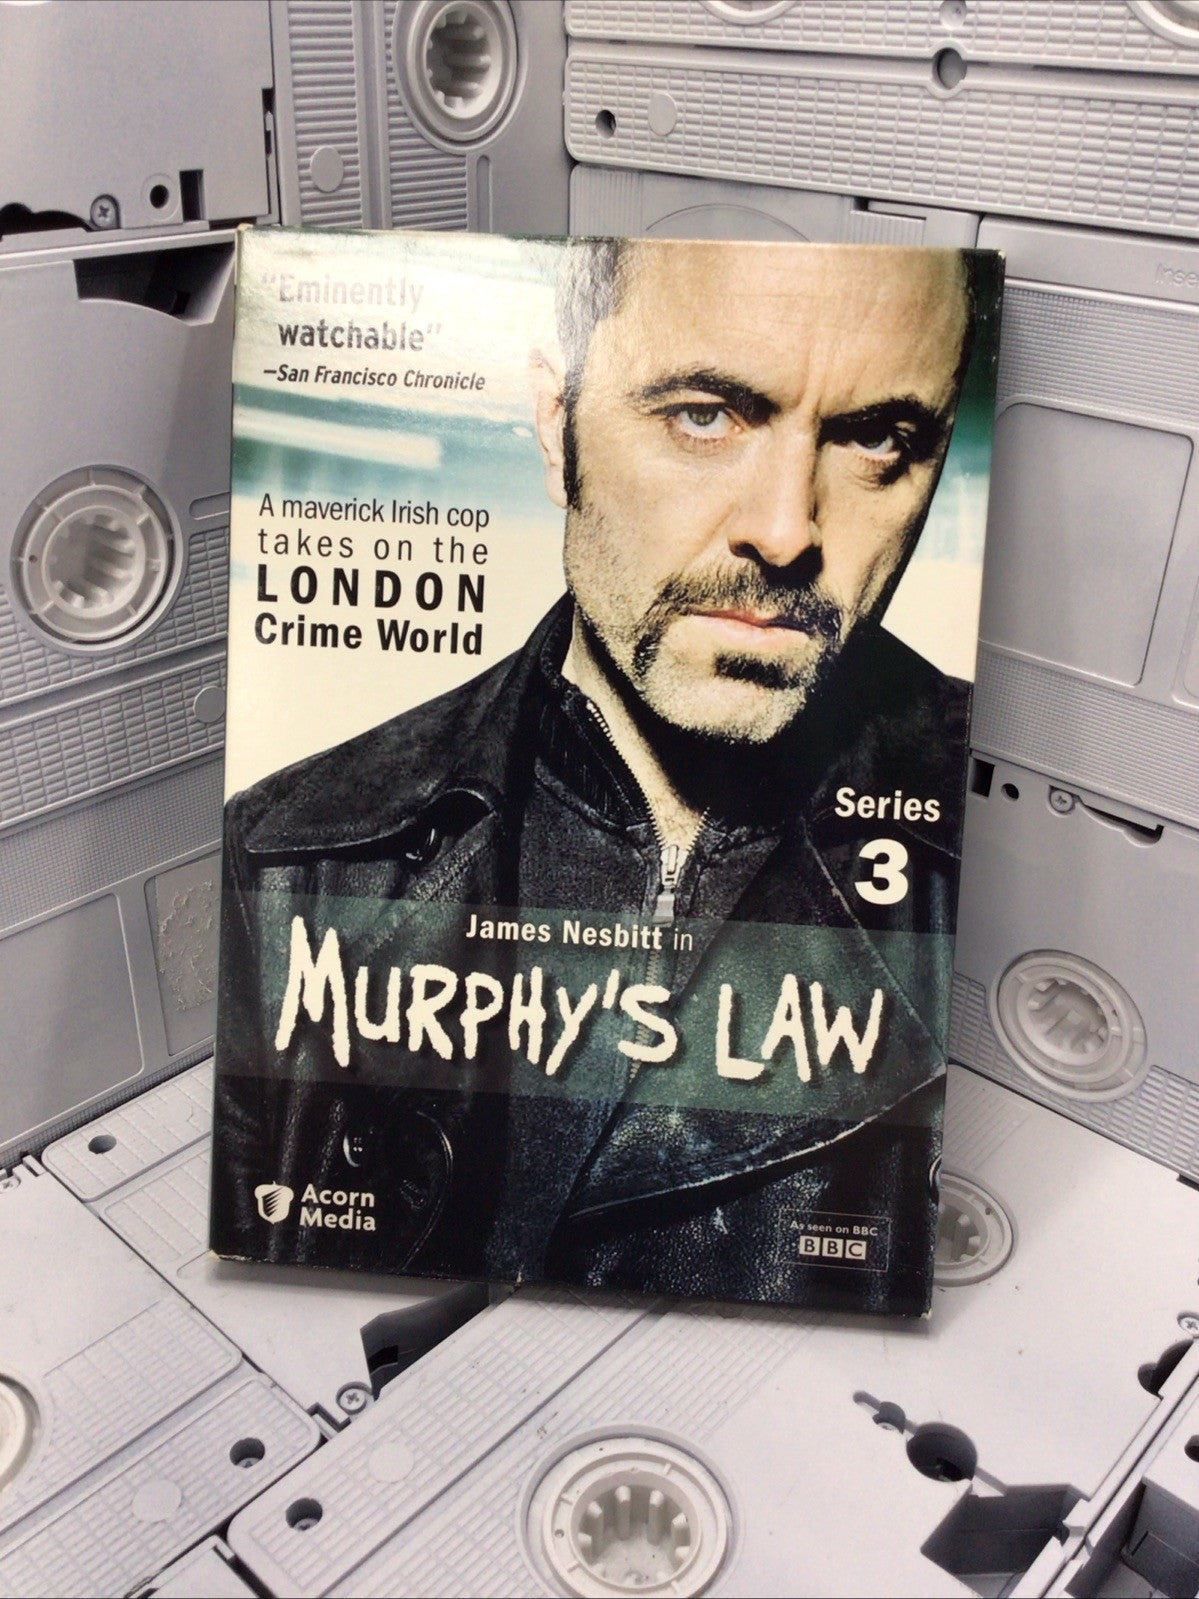 "Eminently
watchable"
—San Francisco Chronicle
A maverick Irish cop
takes on the
LONDON
Crime World
Series
3
James Nesbitt in
MURPHY'S LAW
Acorn
Media
As seen on BBC
BBC